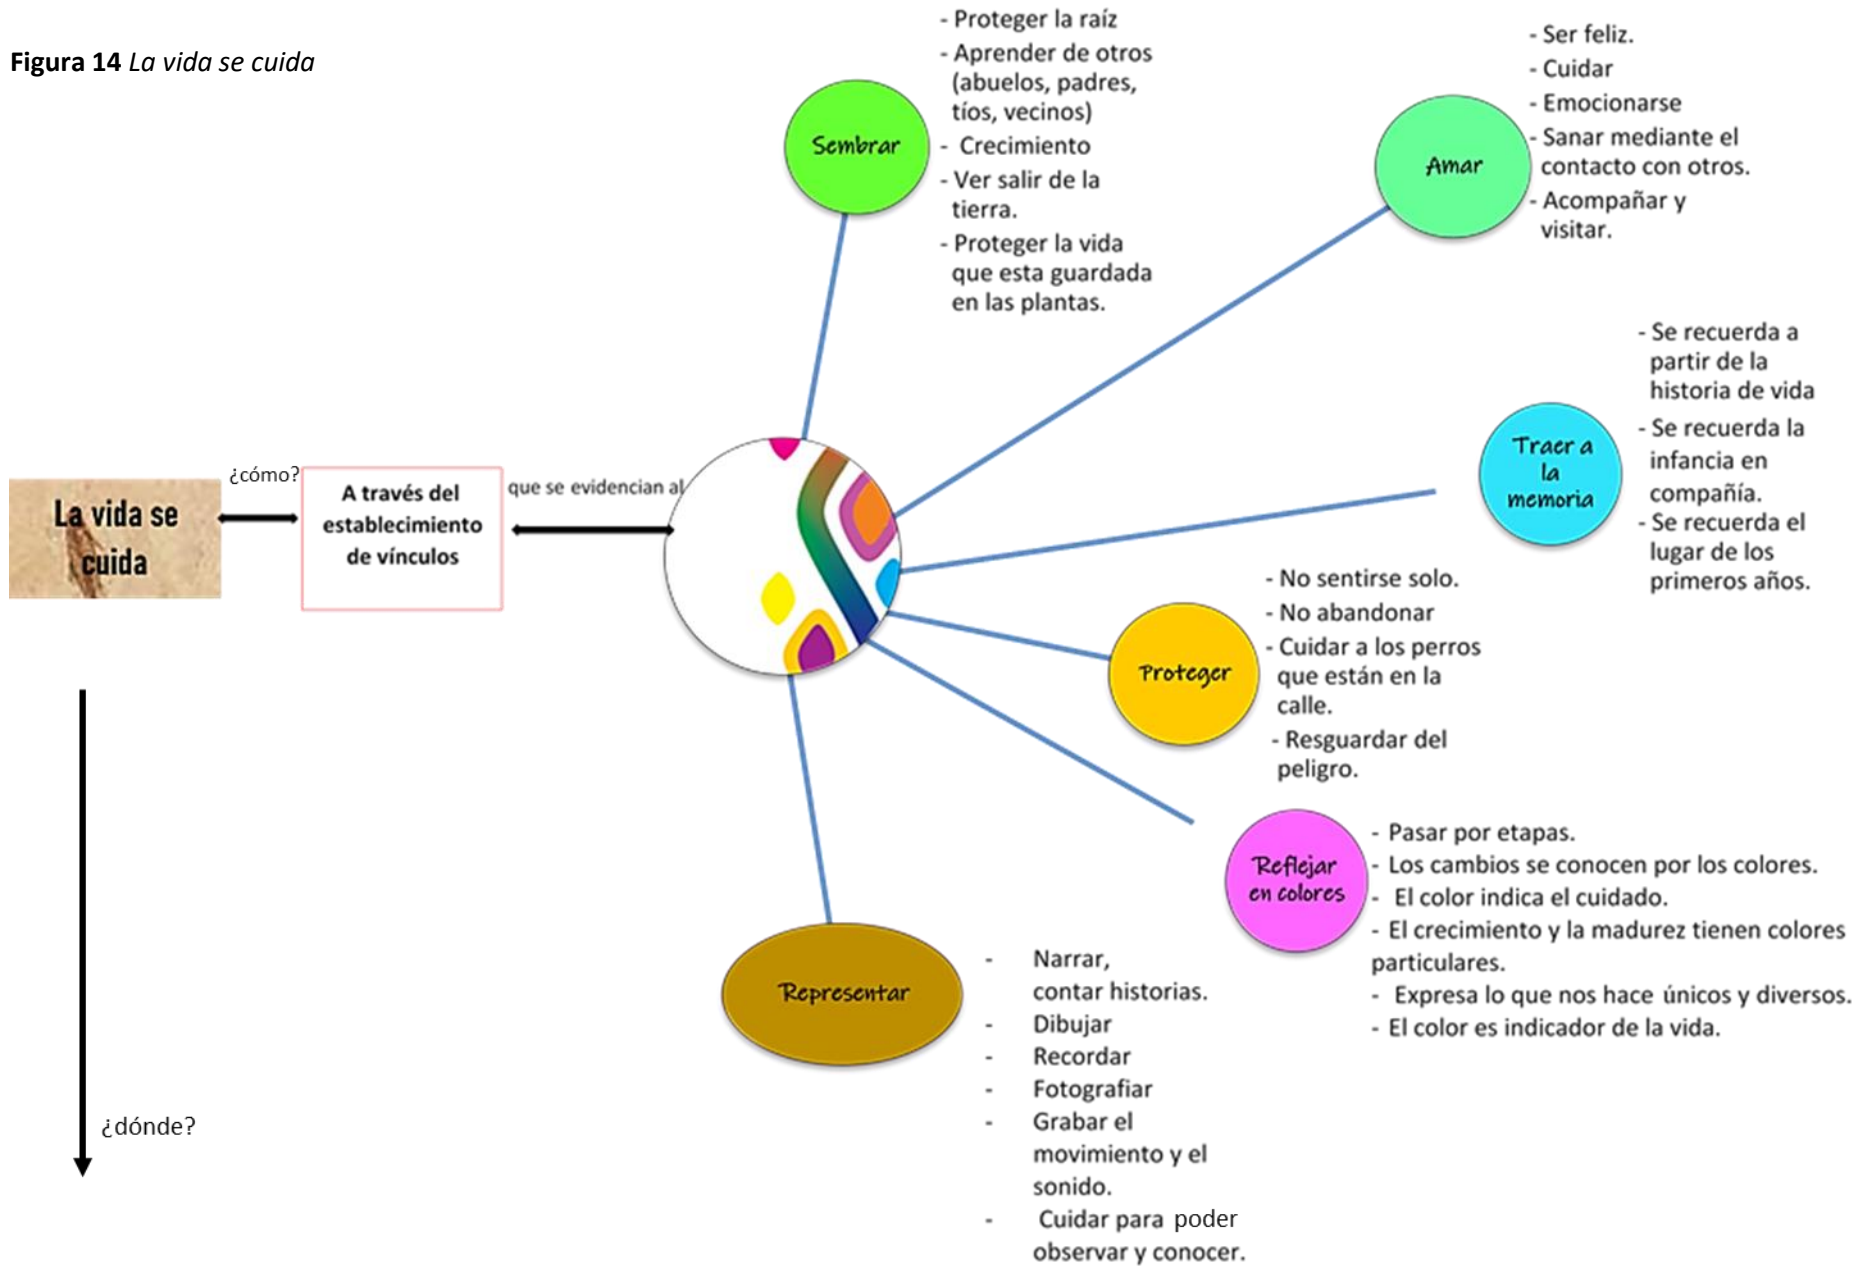 Figura 14 La vida se cuida
La vida se
cuida
¿cómo?
A través del
establecimiento
de vínculos
que se evidencian al
Sembrar
- Proteger la raíz
- Aprender de otros
(abuelos, padres,
tíos, vecinos)
- Crecimiento
- Ver salir de la
tierra.
- Proteger la vida
que esta guardada
en las plantas.
Amar
- Ser feliz.
- Cuidar
- Emocionarse
- Sanar mediante el
contacto con otros.
- Acompañar y
visitar.
Traer a
la
memoria
- Se recuerda a
partir de la
historia de vida
- Se recuerda la
infancia en
compañía.
- Se recuerda el
lugar de los
primeros años.
Proteger
- No sentirse solo.
- No abandonar
- Cuidar a los perros
que están en la
calle.
- Resguardar del
peligro.
Reflejar
en colores
- Pasar por etapas.
- Los cambios se conocen por los colores.
- El color indica el cuidado.
- El crecimiento y la madurez tienen colores
particulares.
- Expresa lo que nos hace únicos y diversos.
- El color es indicador de la vida.
Representar
- Narrar,
contar historias.
- Dibujar
- Recordar
- Fotografiar
- Grabar el
movimiento y el
sonido.
- Cuidar para poder
observar y conocer.
¿dónde?